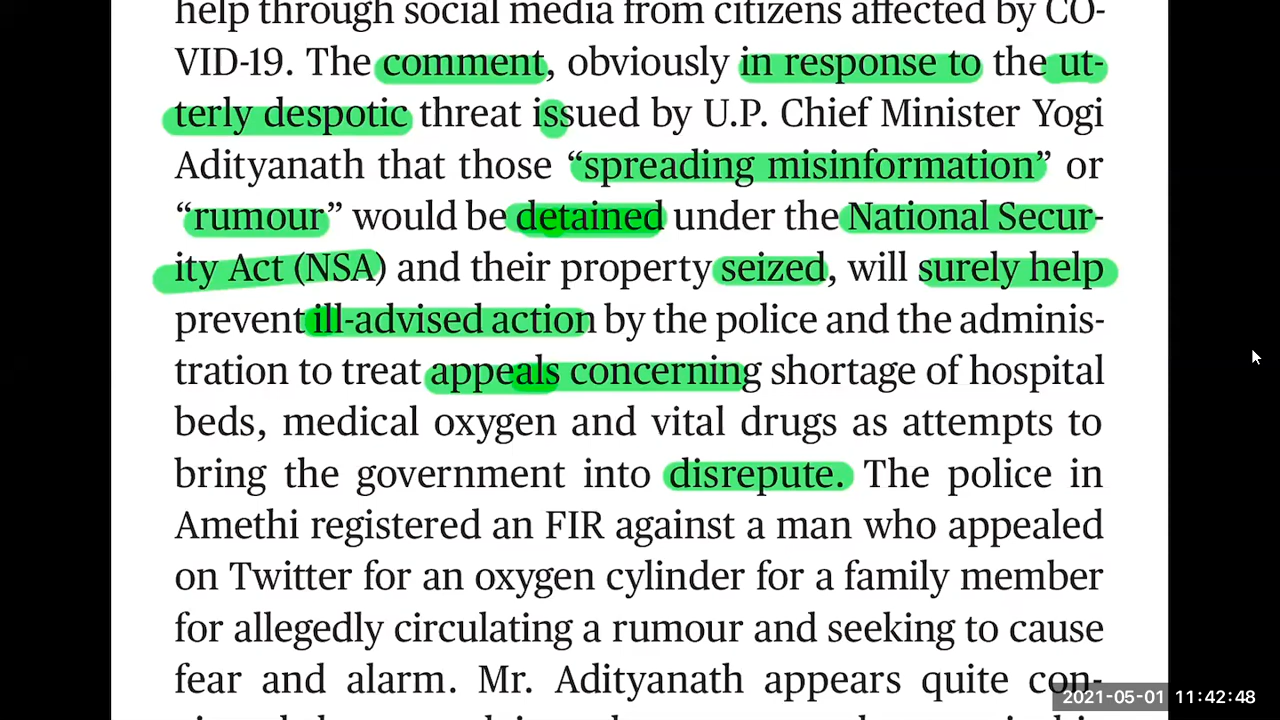 help through social media from citizens affected by CO-
VID-19. The comment, obviously in response to the ut-
terly despotic threat issued by U.P. Chief Minister Yogi
Adityanath that those “spreading misinformation” or
“rumour” would be detained under the National Secur-
ity Act (NSA) and their property seized, will surely help
prevent ill-advised action by the police and the adminis-
tration to treat appeals concerning shortage of hospital
beds, medical oxygen and vital drugs as attempts to
bring the government into disrepute. The police in
Amethi registered an FIR against a man who appealed
on Twitter for an oxygen cylinder for a family member
for allegedly circulating a rumour and seeking to cause
fear and alarm. Mr. Adityanath appears quite con-
2021-05-01 11:42:48